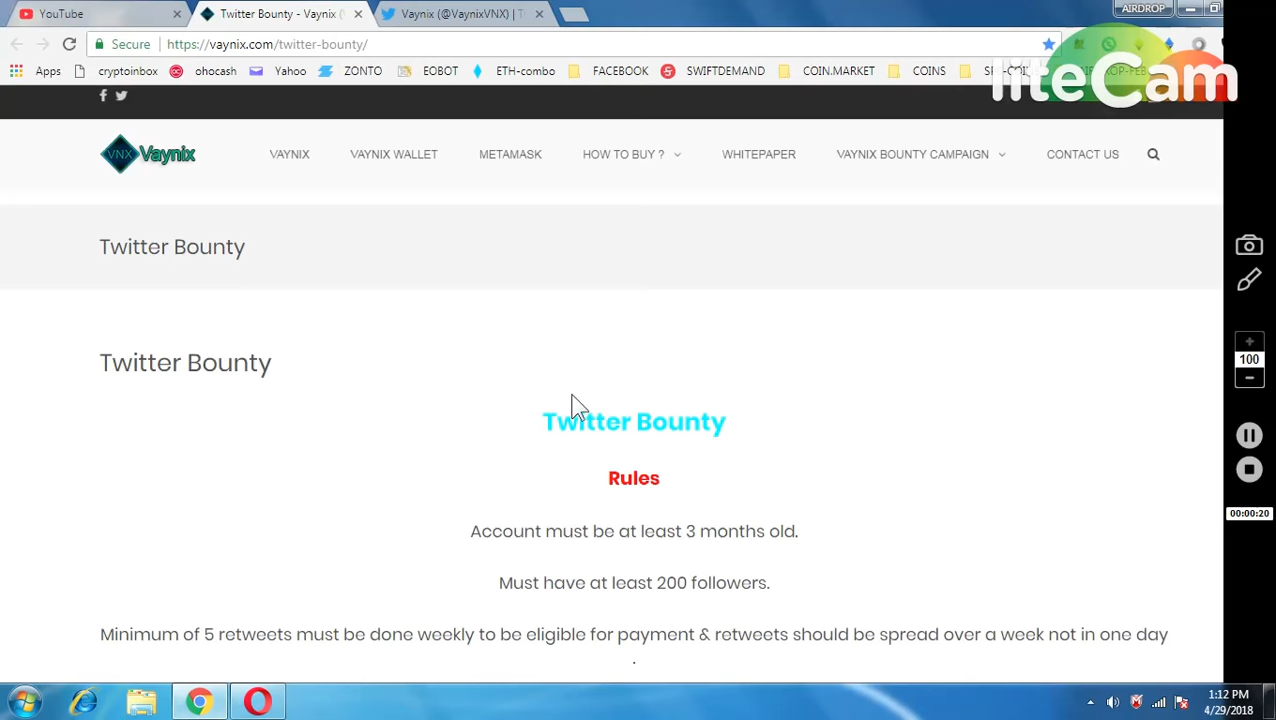 YouTube
Twitter Bounty - Vaynix (
Vaynix (@VaynixVNX) | T
AIRDROP
Secure
https://vaynix.com/twitter-bounty/
Apps
cryptoinbox
ohocash
Yahoo
ZONTO
EOBOT
ETH-combo
FACEBOOK
SWIFTDEMAND
COIN.MARKET
COINS
liteCam
VNX Vaynix
VAYNIX
VAYNIX WALLET
METAMASK
HOW TO BUY ?
WHITEPAPER
VAYNIX BOUNTY CAMPAIGN
CONTACT US
Twitter Bounty
Twitter Bounty
Twitter Bounty
Rules
Account must be at least 3 months old.
Must have at least 200 followers.
Minimum of 5 retweets must be done weekly to be eligible for payment & retweets should be spread over a week not in one day
.
100
00:00:20
1:12 PM
4/29/2018